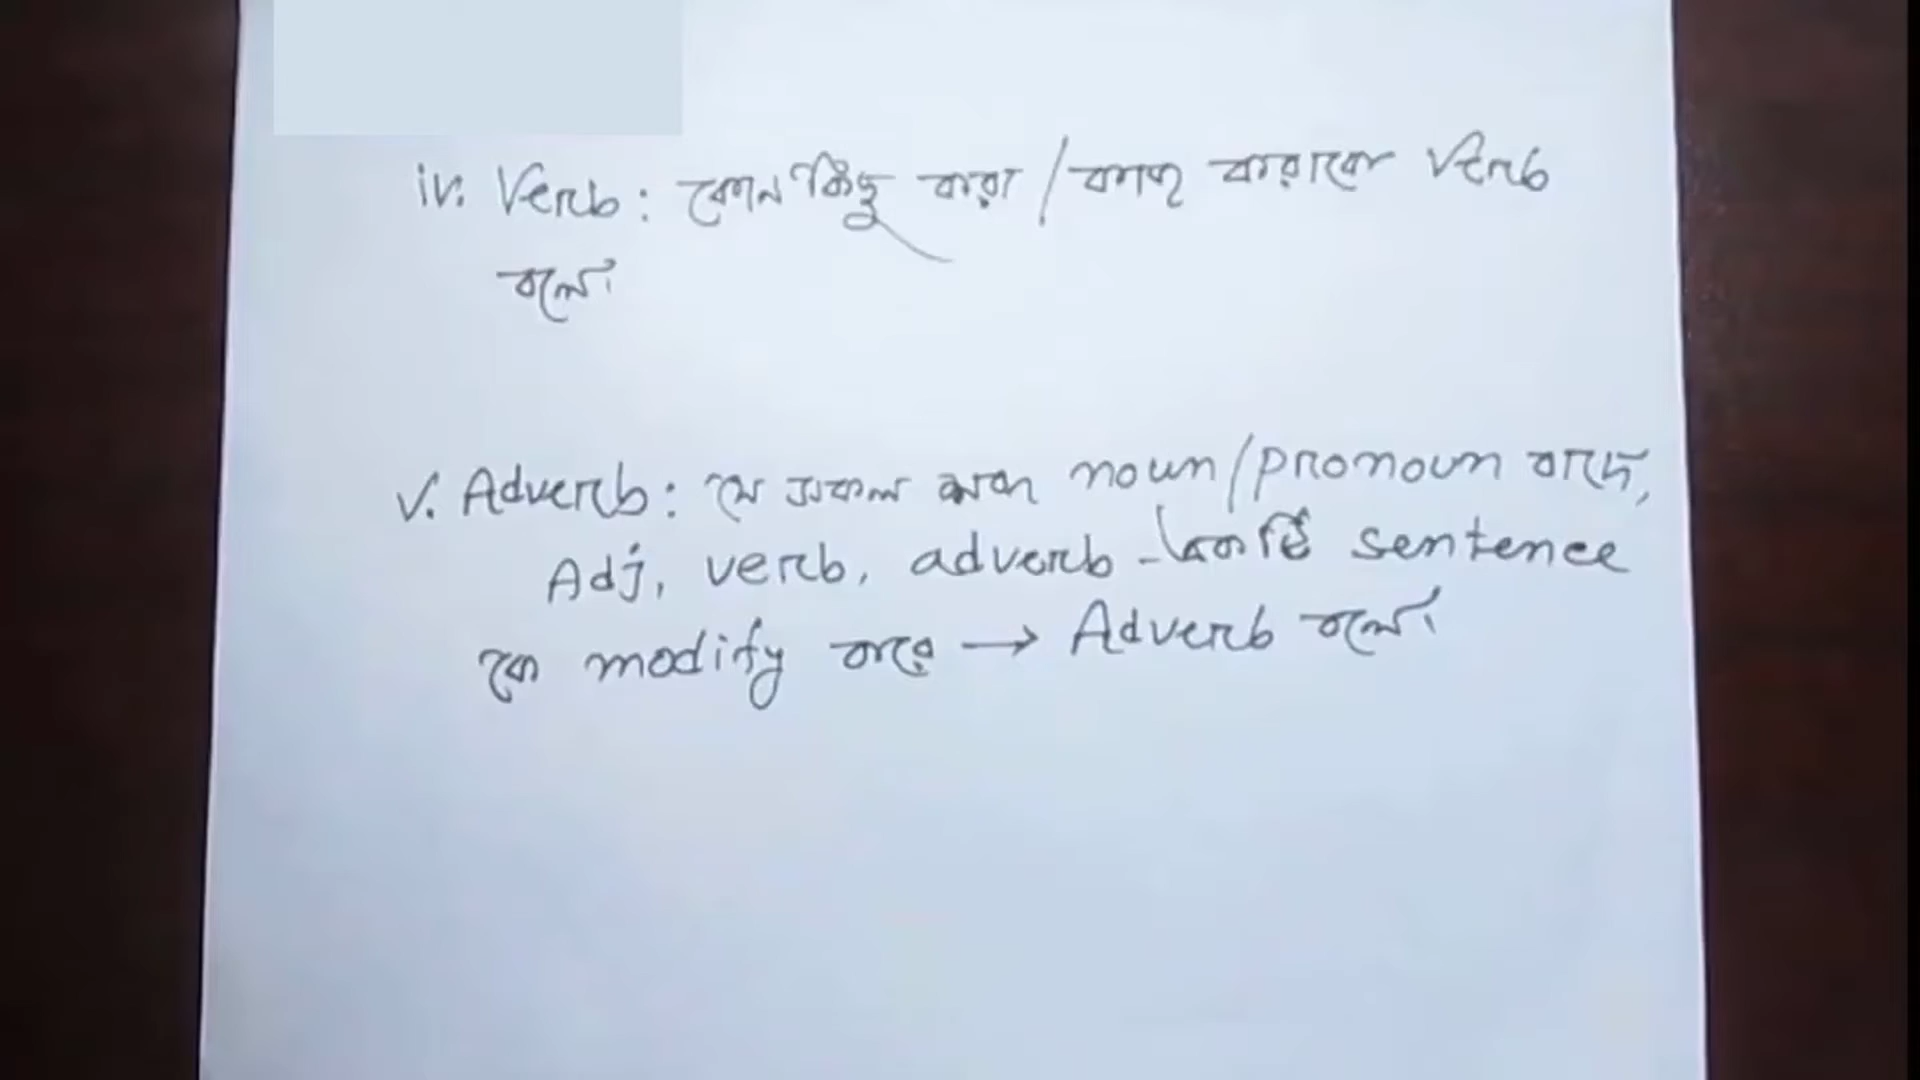 iv. Verb: কোন কিছু করা / কাজ করাকে Verb
বলে।
v. Adverb: যে সকল শব্দ noun/pronoun বাদে,
Adj, verb, adverb একটি sentence
কে modify করে → Adverb বলে।